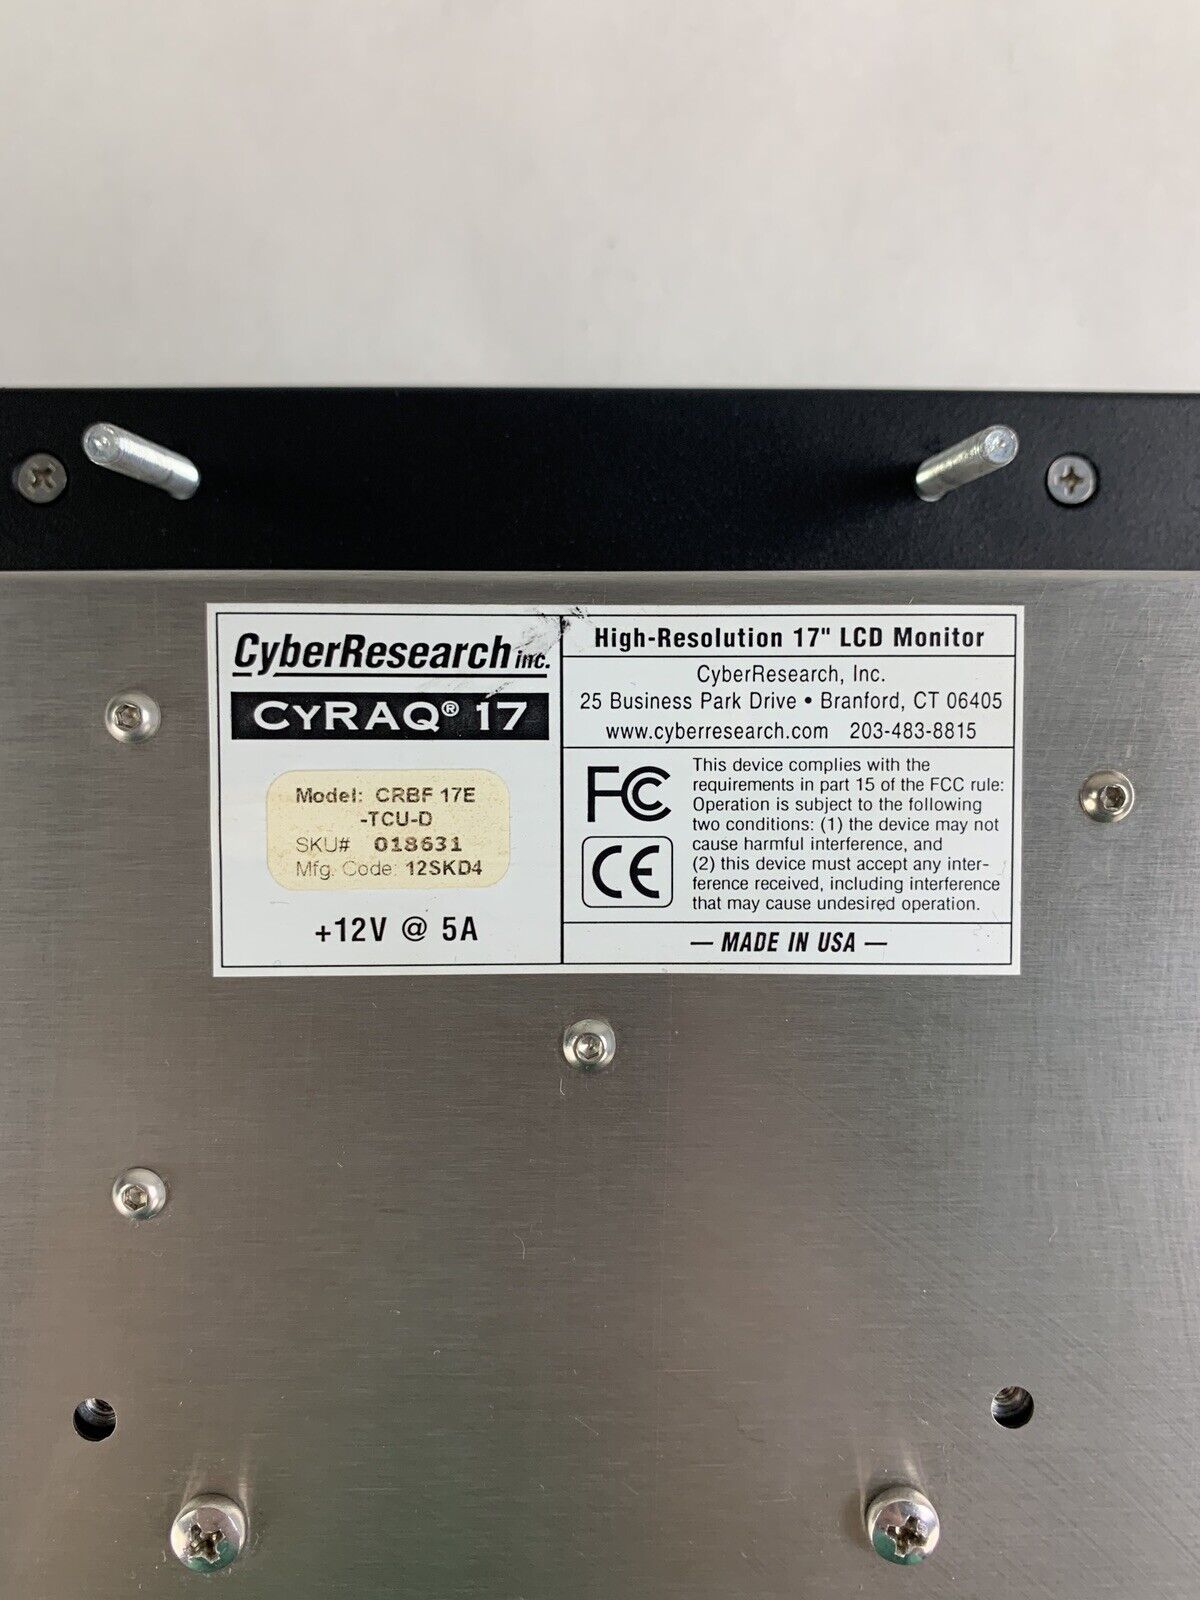 CyberResearch inc.
CYRAQ® 17
Model: CRBF 17E
-TCU-D
SKU# 018631
Mfg. Code: 12SKD4
+12V @ 5A
High-Resolution 17" LCD Monitor
CyberResearch, Inc.
25 Business Park Drive • Branford, CT 06405
www.cyberresearch.com 203-483-8815
FC
CE
This device complies with the
requirements in part 15 of the FCC rule:
Operation is subject to the following
two conditions: (1) the device may not
cause harmful interference, and
(2) this device must accept any inter-
ference received, including interference
that may cause undesired operation.
— MADE IN USA —